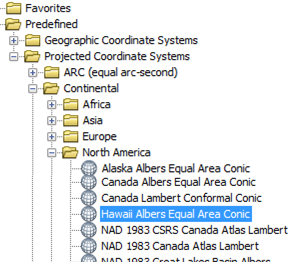 Favorites
Predefined
Geographic Coordinate Systems
Projected Coordinate Systems
ARC (equal arc-second)
Continental
Africa
Asia
Europe
North America
Alaska Albers Equal Area Conic
Canada Albers Equal Area Conic
Canada Lambert Conformal Conic
Hawaii Albers Equal Area Conic
NAD 1983 CSRS Canada Atlas Lambert
NAD 1983 Canada Atlas Lambert
NAD 1983 Great Lakes Basin Albers